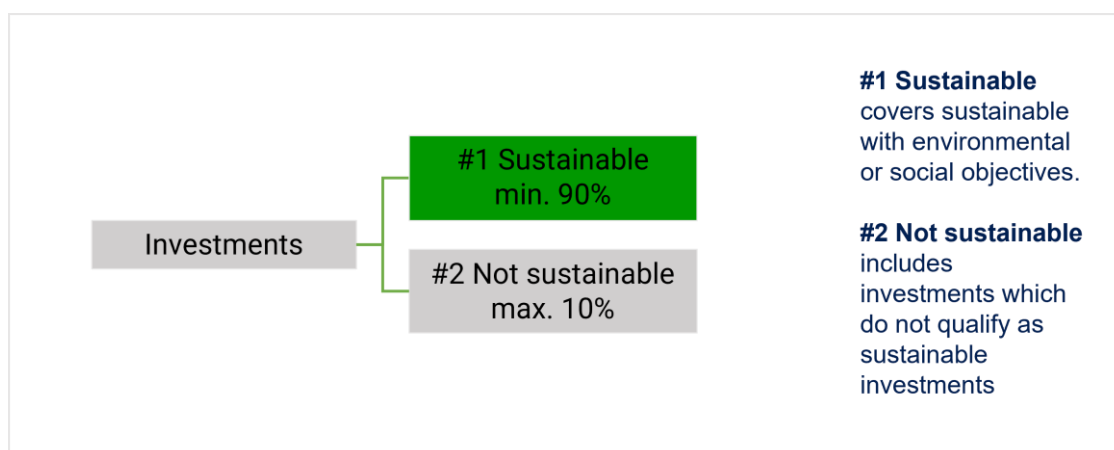 Investments
#1 Sustainable
min. 90%
#2 Not sustainable
max. 10%
#1 Sustainable
covers sustainable
with environmental
or social objectives.
#2 Not sustainable
includes
investments which
do not qualify as
sustainable
investments